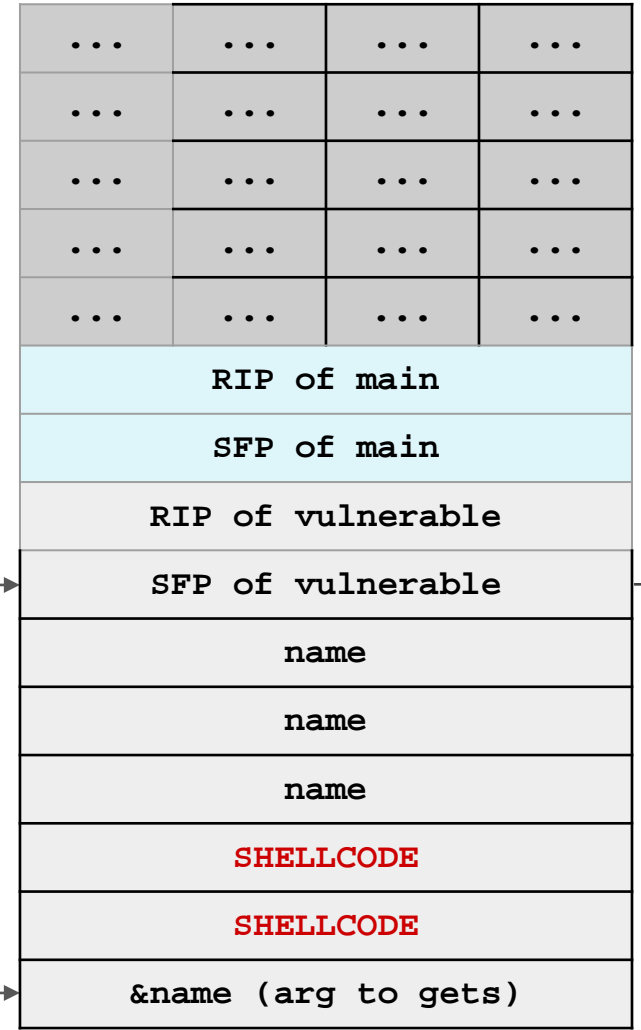 ... ... ... ...
... ... ... ...
... ... ... ...
... ... ... ...
... ... ... ...
RIP of main
SFP of main
RIP of vulnerable
SFP of vulnerable
name
name
name
SHELLCODE
SHELLCODE
&name (arg to gets)